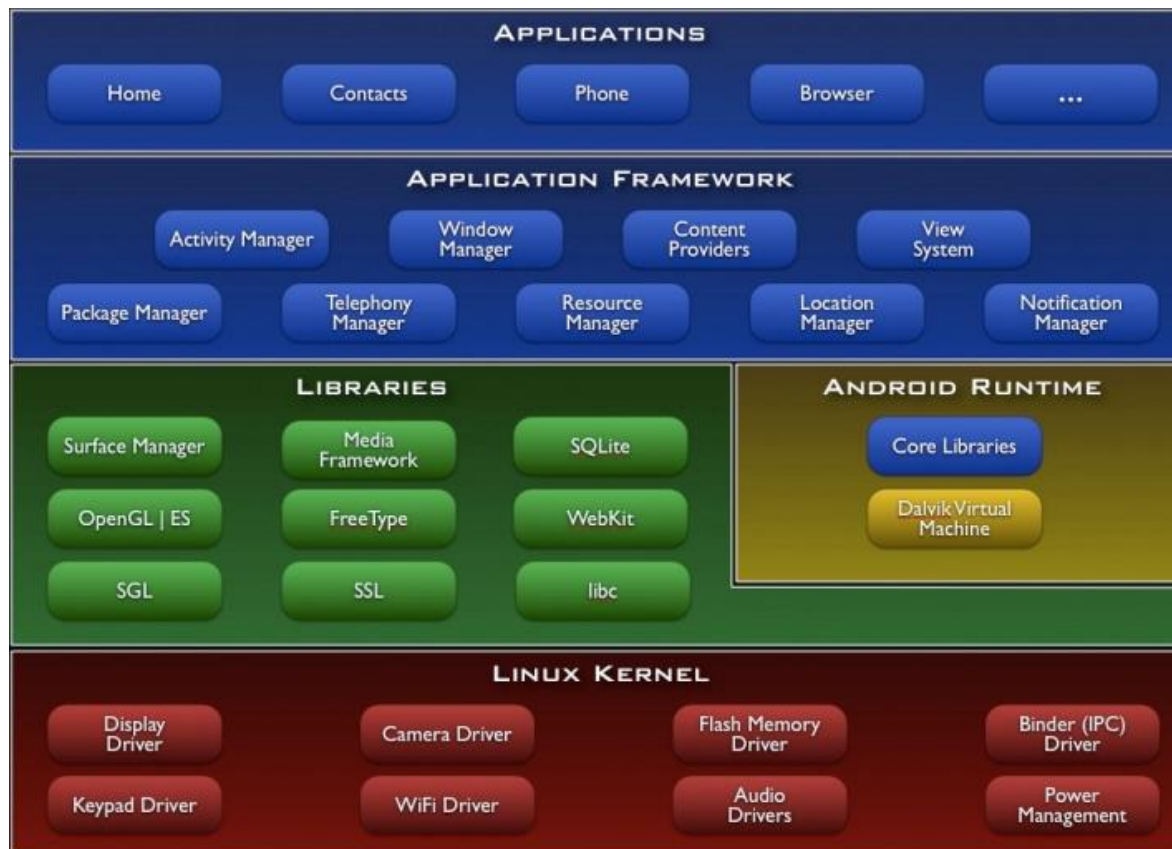 APPLICATIONS
Home
Contacts
Phone
Browser
...
APPLICATION FRAMEWORK
Activity Manager
Window
Manager
Content
Providers
View
System
Package Manager
Telephony
Manager
Resource
Manager
Location
Manager
Notification
Manager
LIBRARIES
Surface Manager
Media
Framework
SQLite
OpenGL | ES
FreeType
WebKit
SGL
SSL
libc
ANDROID RUNTIME
Core Libraries
Dalvik Virtual
Machine
LINUX KERNEL
Display
Driver
Camera Driver
Flash Memory
Driver
Binder (IPC)
Driver
Keypad Driver
WiFi Driver
Audio
Drivers
Power
Management